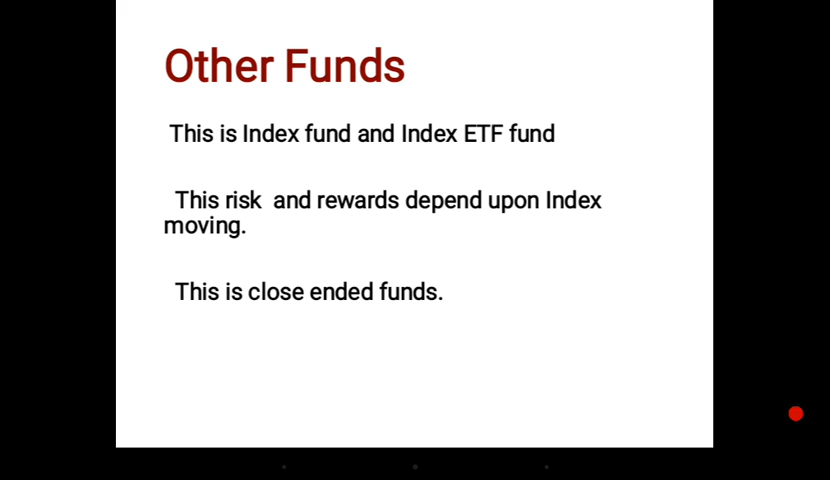 Other Funds
This is Index fund and Index ETF fund
This risk  and rewards depend upon Index
moving.
This is close ended funds.